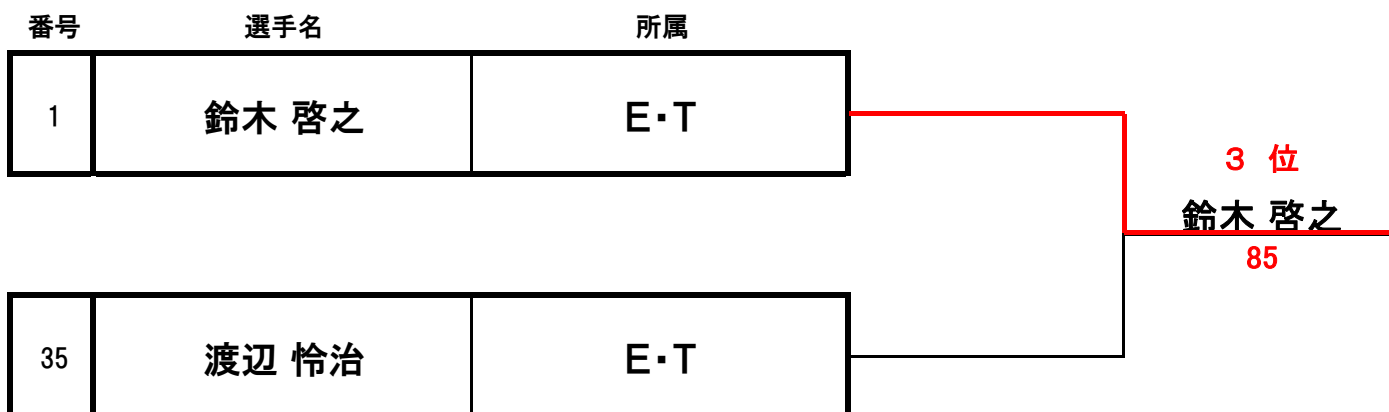 番号 選手名 所属
1 鈴木 啓之 E・T
３ 位
鈴木 啓之
85
35 渡辺 怜治 E・T